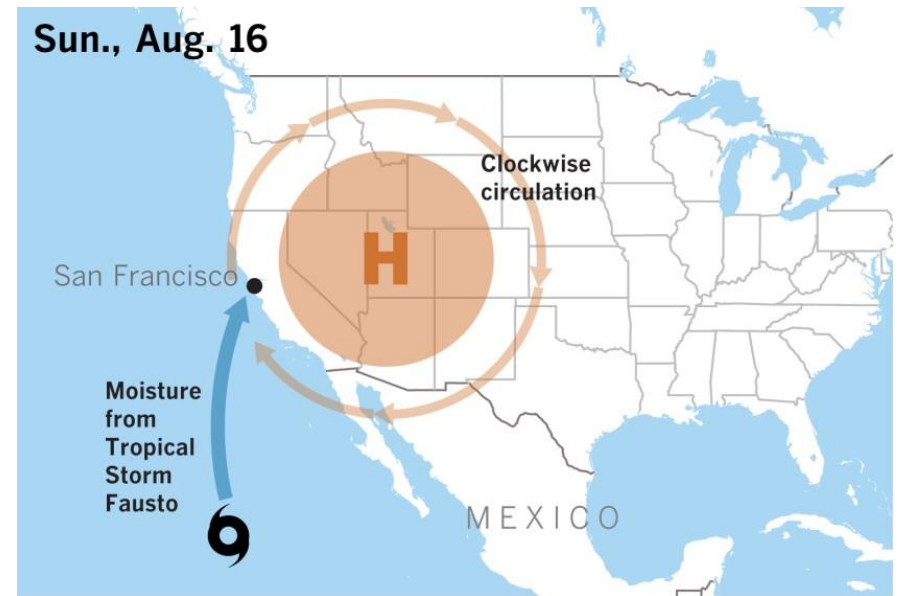 Sun., Aug. 16
Clockwise
circulation
H
San Francisco
Moisture
from
Tropical
Storm
Fausto
MEXICO